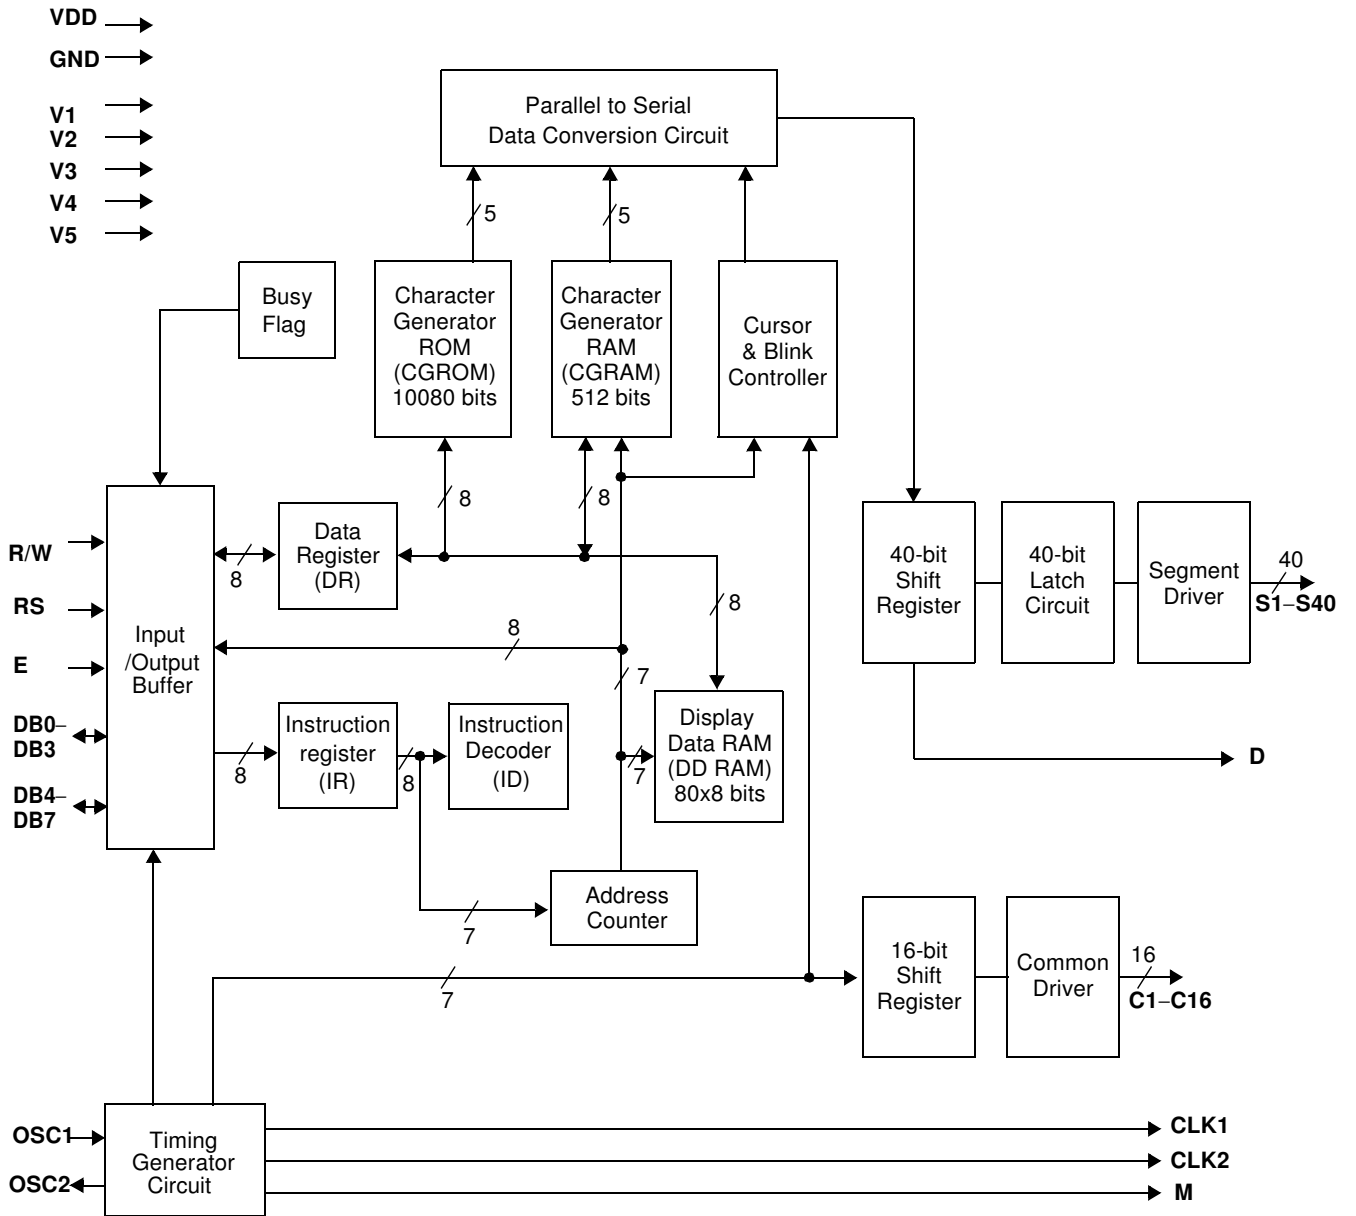 VDD
GND
V1
V2
V3
V4
V5
Parallel to Serial
Data Conversion Circuit
5
5
Busy
Flag
Character
Generator
ROM
(CGROM)
10080 bits
Character
Generator
RAM
(CGRAM)
512 bits
Cursor
& Blink
Controller
8
8
R/W
RS
E
DB0–
DB3
DB4–
DB7
Input
/Output
Buffer
8
Data
Register
(DR)
8
8
7
40-bit
Shift
Register
40-bit
Latch
Circuit
Segment
Driver
40
S1–S40
D
8
Instruction
register
(IR)
8
Instruction
Decoder
(ID)
7
Display
Data RAM
(DD RAM)
80x8 bits
7
Address
Counter
7
16-bit
Shift
Register
Common
Driver
16
C1–C16
OSC1
OSC2
Timing
Generator
Circuit
CLK1
CLK2
M